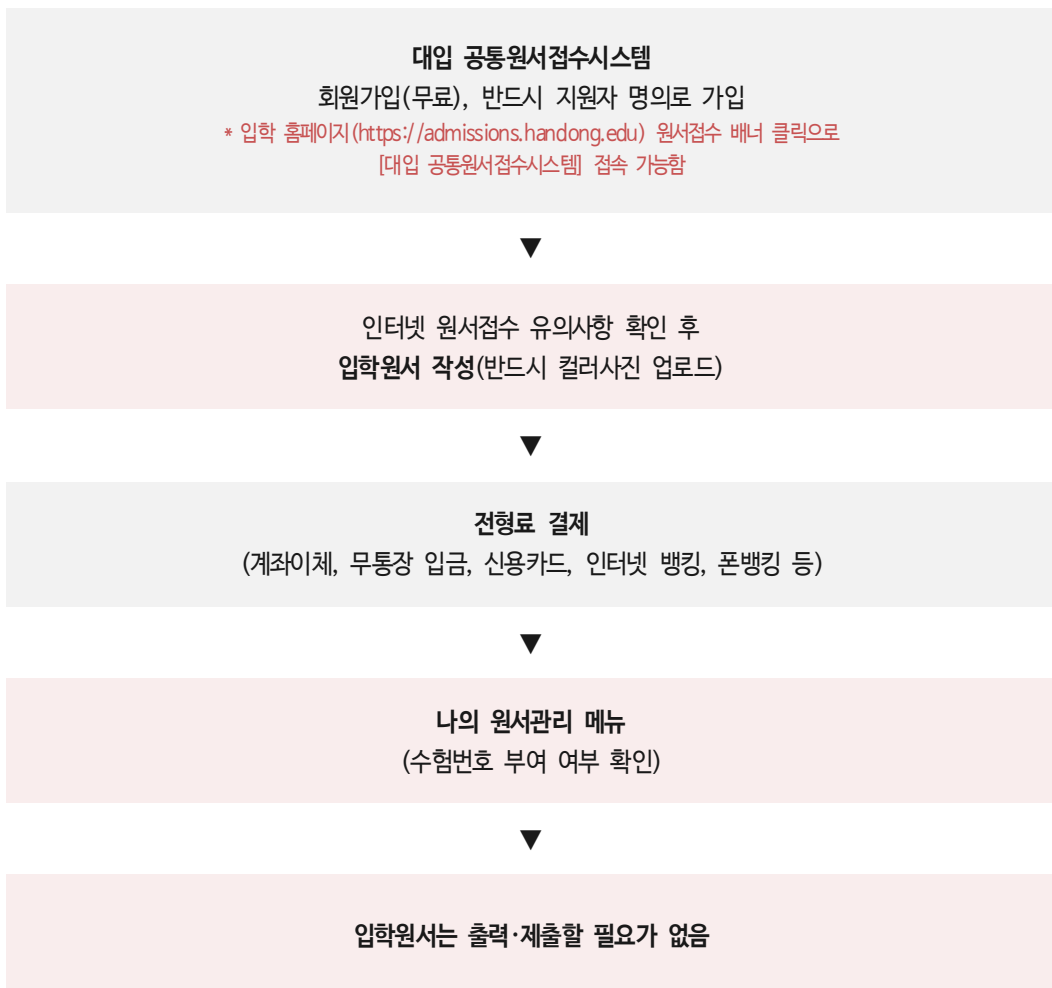 대입 공통원서접수시스템
회원가입(무료), 반드시 지원자 명의로 가입
* 입학 홈페이지(https://admissions.handong.edu) 원서접수 배너 클릭으로
[대입 공통원서접수시스템] 접속 가능함
▼
인터넷 원서접수 유의사항 확인 후
입학원서 작성(반드시 컬러사진 업로드)
▼
전형료 결제
(계좌이체, 무통장 입금, 신용카드, 인터넷 뱅킹, 폰뱅킹 등)
▼
나의 원서관리 메뉴
(수험번호 부여 여부 확인)
▼
입학원서는 출력·제출할 필요가 없음